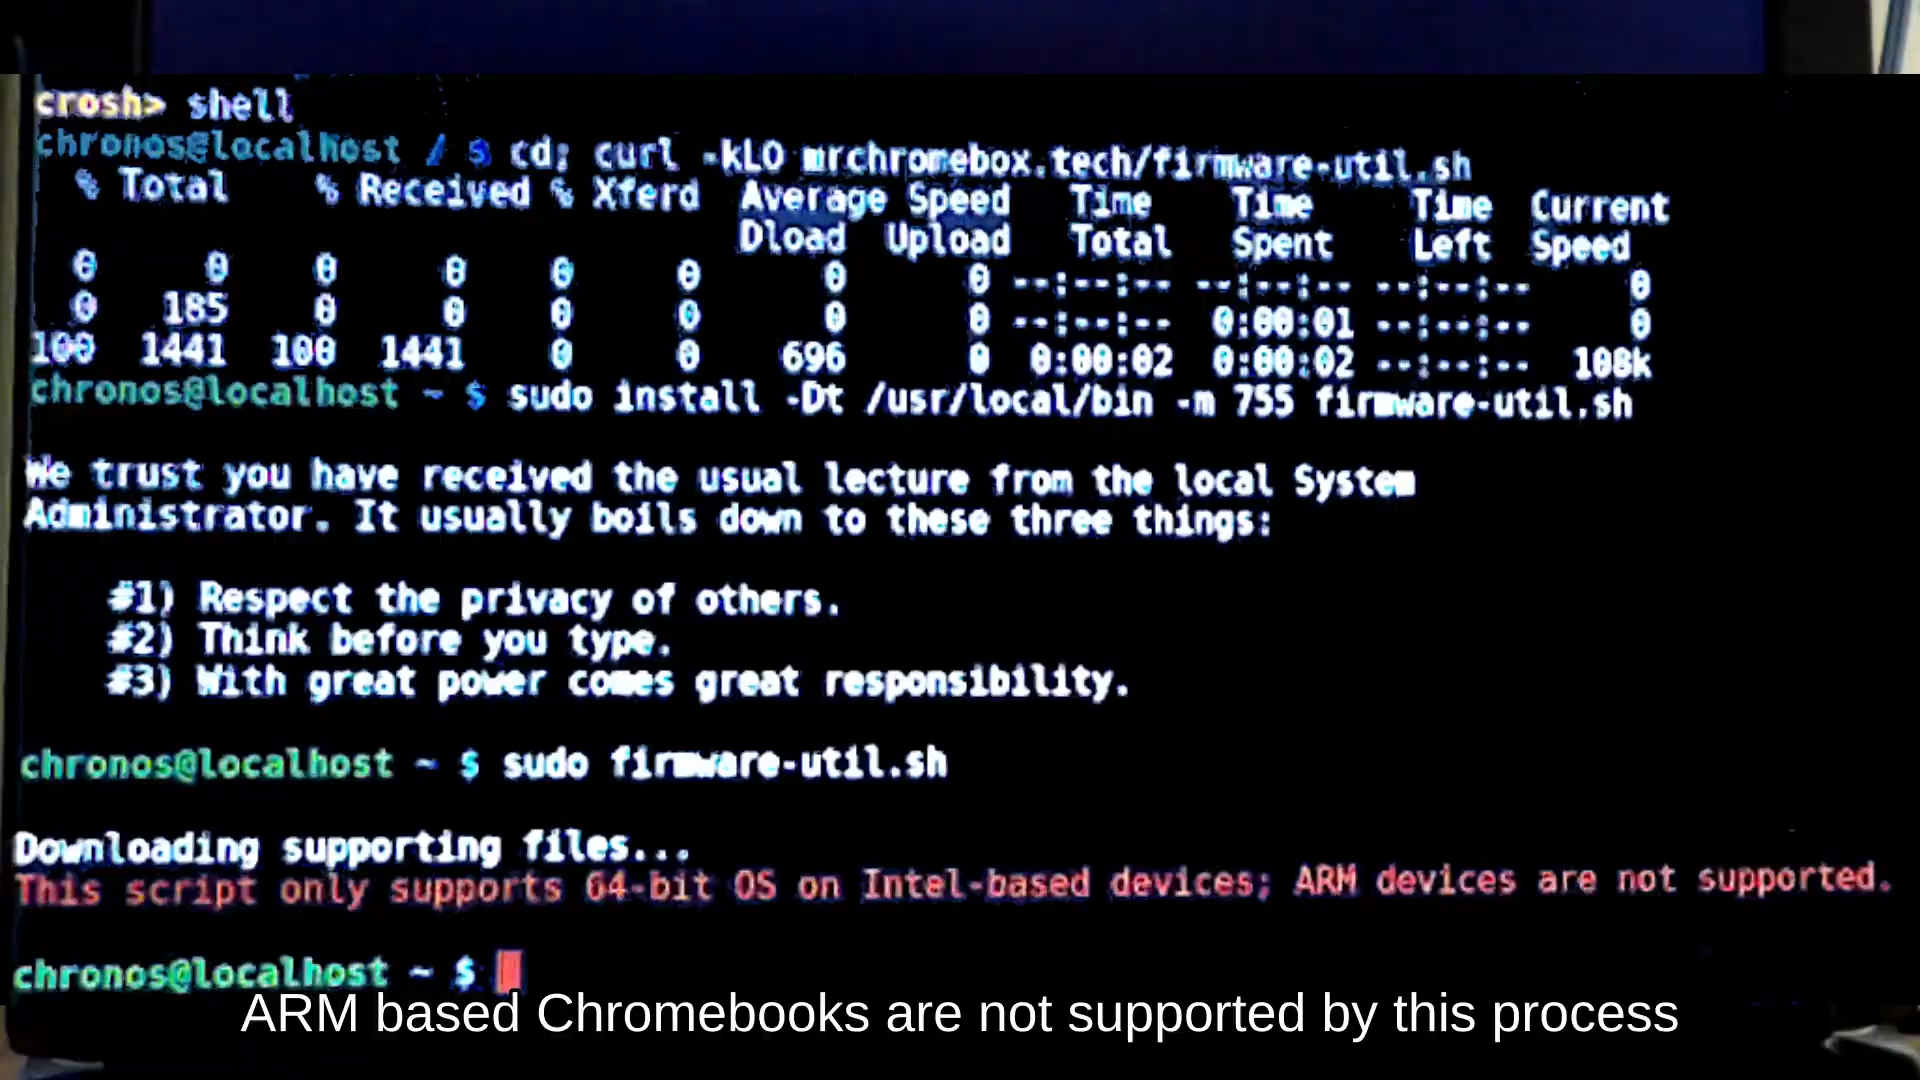 crosh> shell
chronos@localhost / $ cd; curl -kLO mrchromebox.tech/firmware-util.sh
% Total % Received % Xferd Average Speed Time Time Time Current
Dload Upload Total Spent Left Speed
0 0 0 0 0 0 0 0 --:--:-- --:--:-- --:--:-- 0
0 185 0 0 0 0 0 0 --:--:-- 0:00:01 --:--:-- 0
100 1441 100 1441 0 0 696 0 0:00:02 0:00:02 --:--:-- 108k
chronos@localhost ~ $ sudo install -Dt /usr/local/bin -m 755 firmware-util.sh
We trust you have received the usual lecture from the local System
Administrator. It usually boils down to these three things:
#1) Respect the privacy of others.
#2) Think before you type.
#3) With great power comes great responsibility.
chronos@localhost ~ $ sudo firmware-util.sh
Downloading supporting files...
This script only supports 64-bit OS on Intel-based devices; ARM devices are not supported.
chronos@localhost ~ $
ARM based Chromebooks are not supported by this process